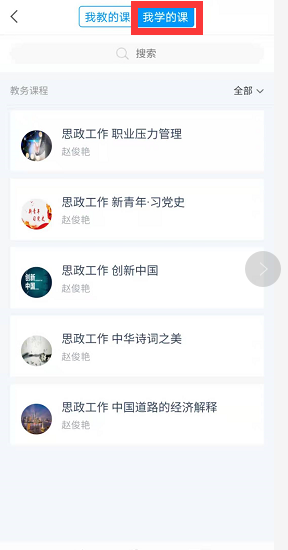 我教的课 我学的课
搜索
教务课程 全部
思政工作 职业压力管理
赵俊艳
思政工作 新青年·习党史
赵俊艳
思政工作 创新中国
赵俊艳
思政工作 中华诗词之美
赵俊艳
思政工作 中国道路的经济解释
赵俊艳